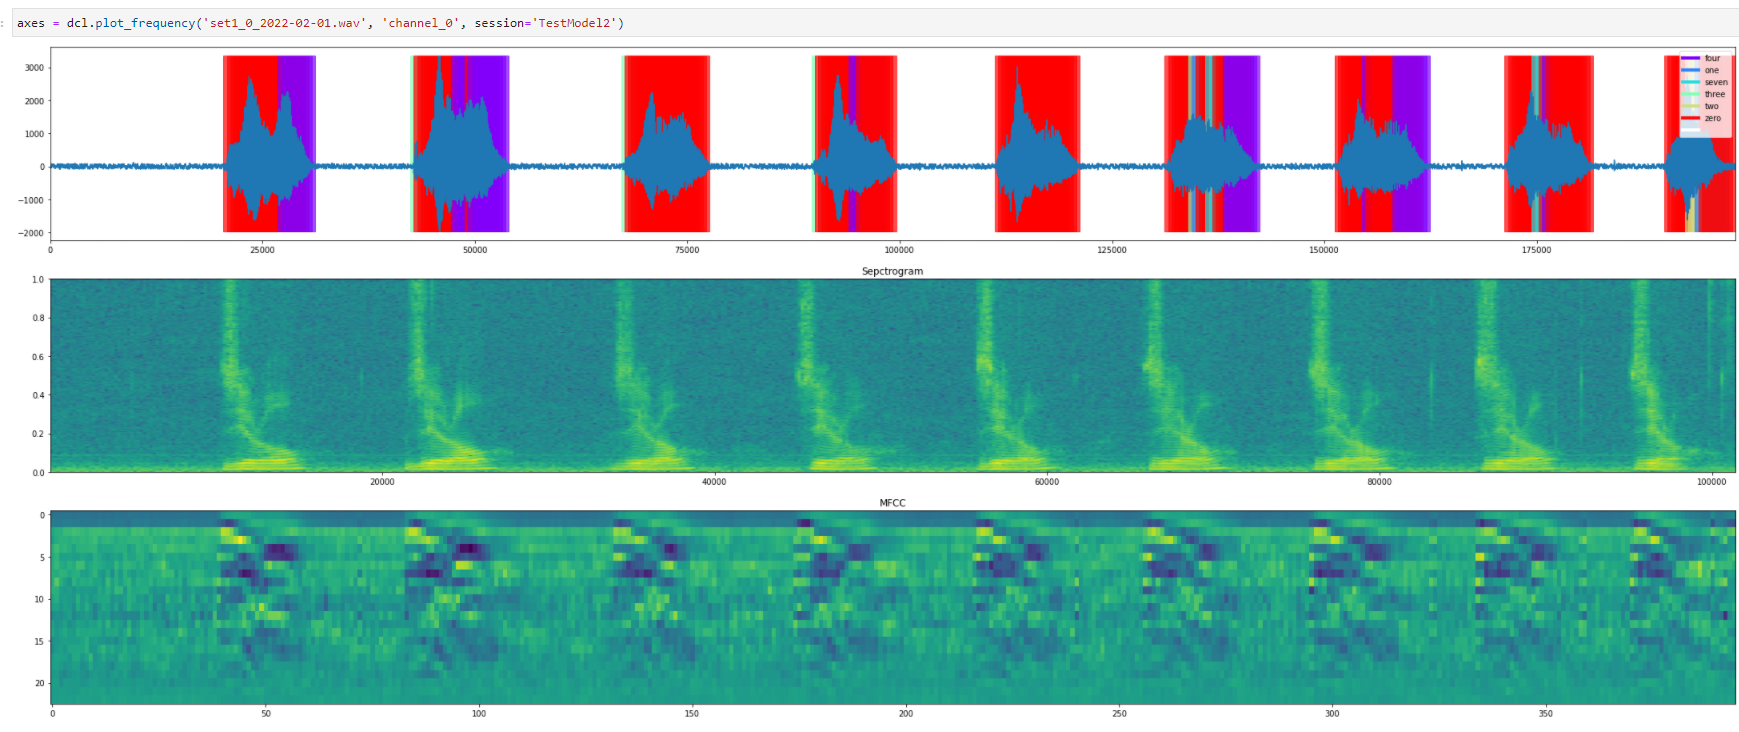 : axes = dcl.plot_frequency('set1_0_2022-02-01.wav', 'channel_0', session='TestModel2')
3000
2000
1000
0
−1000
−2000
four
one
seven
three
two
zero
0 25000 50000 75000 100000 125000 150000 175000
Sepctrogram
1.0
0.8
0.6
0.4
0.2
0.0
20000 40000 60000 80000 100000
MFCC
0
5
10
15
20
0 50 100 150 200 250 300 350